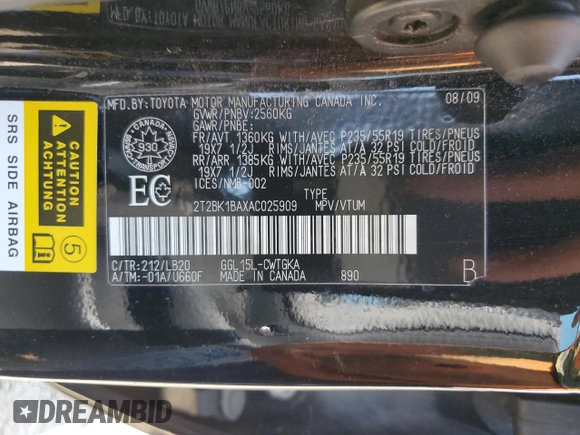 MFD.BY:TOYOTA MOTOR MANUFACTURING CANADA INC. 08/09
GVWR/PNBV:2560KG
GAWR/PNBE:
FR/AVT 1360KG WITH/AVEC P235/55R19 TIRES/PNEUS
19X7 1/2J RIMS/JANTES AT/A 32 PSI COLD/FROID
RR/ARR 1385KG WITH/AVEC P235/55R19 TIRES/PNEUS
19X7 1/2J RIMS/JANTES AT/A 32 PSI COLD/FROID
ICES/NMB-002
930
EC
TYPE
2T2BK1BAXAC025909 MPV/VTUM
C/TR:212/LB20 GGL15L-CWTGKA
A/TM:-01A/U660F MADE IN CANADA 890
B
SRS SIDE AIRBAG
CAUTION
ATTENTION
ACHTUNG
5
DREAMBID